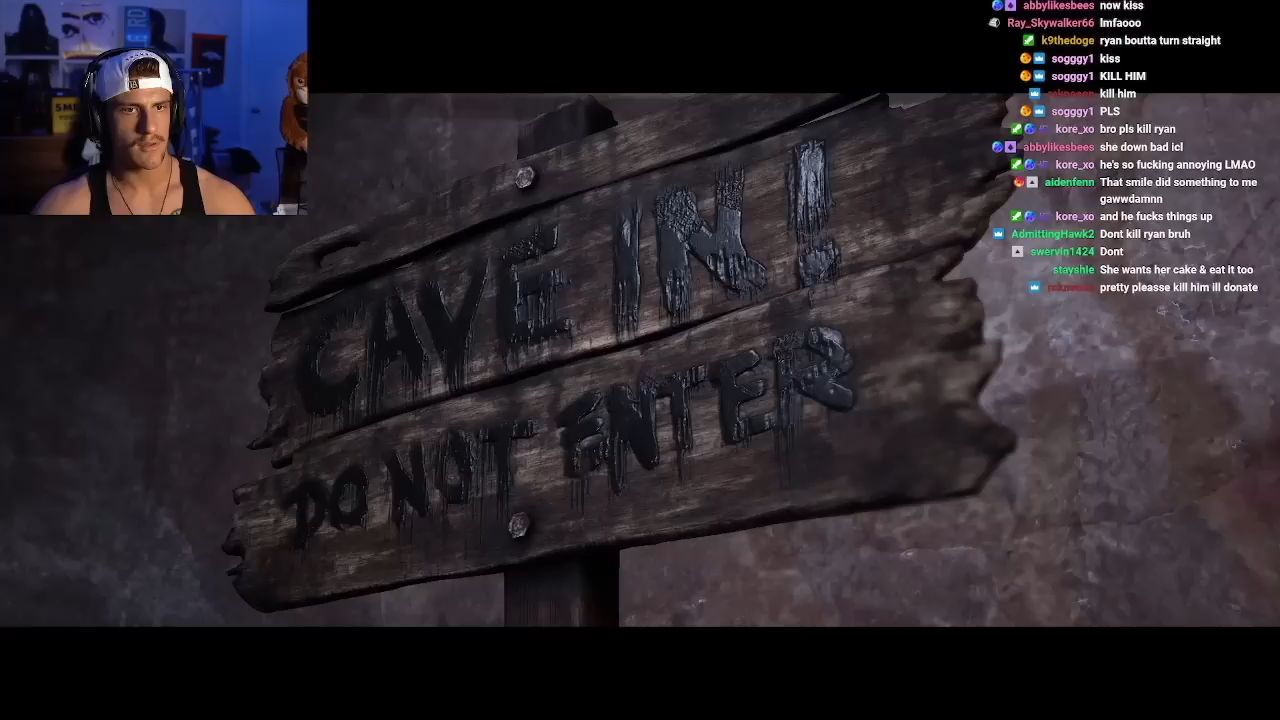 abbylikesbees now kiss
Ray_Skywalker66 lmfaooo
k9thedoge ryan boutta turn straight
sogggy1 kiss
sogggy1 KILL HIM
kill him
sogggy1 PLS
kore_xo bro pls kill ryan
abbylikesbees she down bad icl
kore_xo he's so fucking annoying LMAO
aidenfenn That smile did something to me
gawwdamnn
kore_xo and he fucks things up
AdmittingHawk2 Dont kill ryan bruh
swervin1424 Dont
stayshie She wants her cake & eat it too
pretty pleasse kill him ill donate
CAVE IN!
DO NOT ENTER